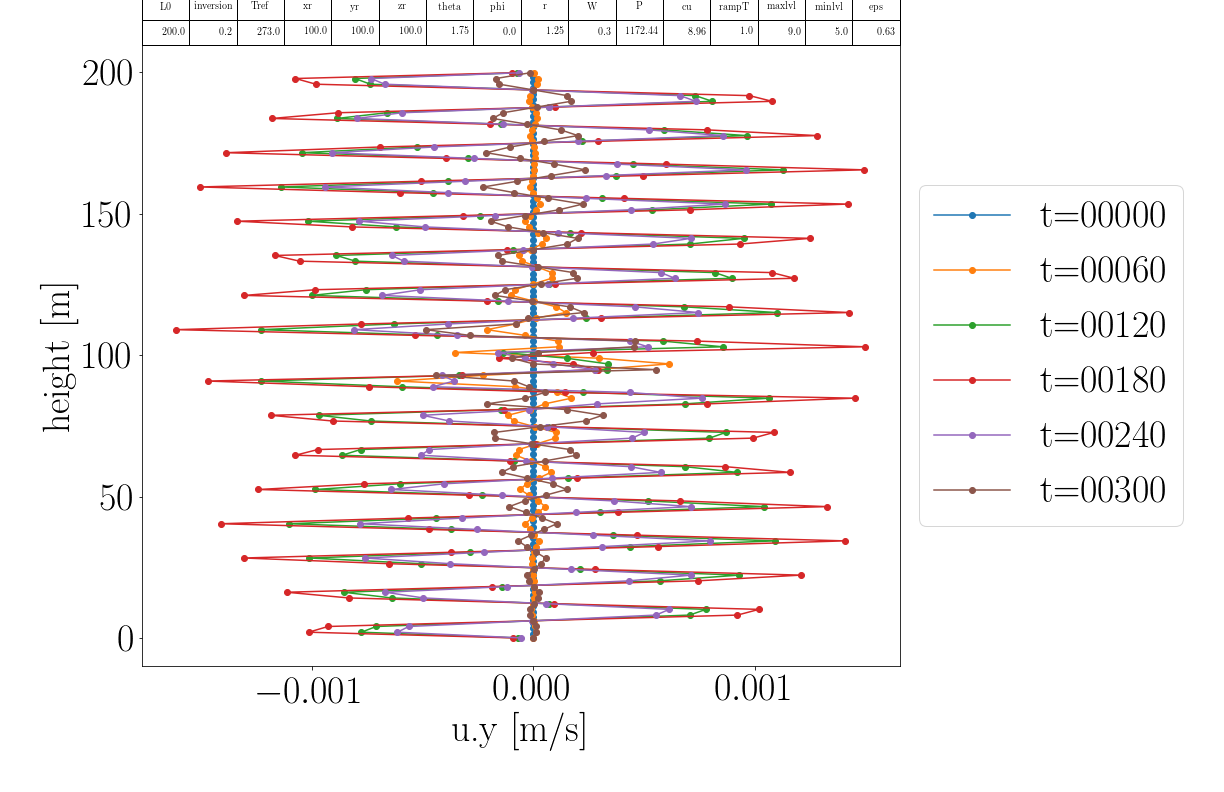 L0 inversion Tref xr yr zr theta phi r W P cu rampT maxlvl minlvl eps
200.0 0.2 273.0 100.0 100.0 100.0 1.75 0.0 1.25 0.3 1172.44 8.96 1.0 9.0 5.0 0.63
200
150
100
50
0
height [m]
−0.001 0.000 0.001
u.y [m/s]
t=00000
t=00060
t=00120
t=00180
t=00240
t=00300